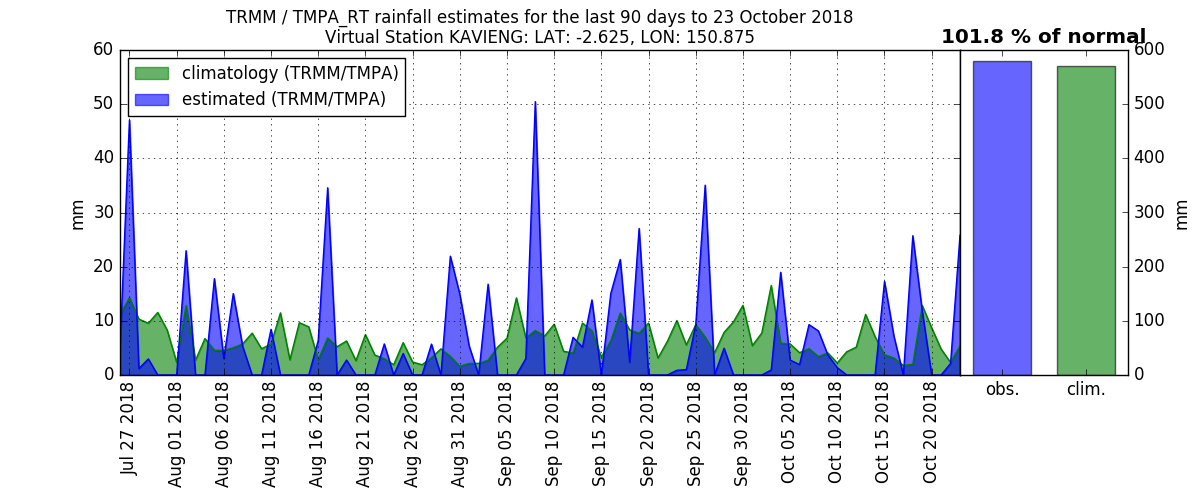 TRMM / TMPA_RT rainfall estimates for the last 90 days to 23 October 2018
Virtual Station KAVIENG: LAT: -2.625, LON: 150.875
101.8 % of normal
climatology (TRMM/TMPA)
estimated (TRMM/TMPA)
60
50
40
30
20
10
0
mm
Jul 27 2018
Aug 01 2018
Aug 06 2018
Aug 11 2018
Aug 16 2018
Aug 21 2018
Aug 26 2018
Aug 31 2018
Sep 05 2018
Sep 10 2018
Sep 15 2018
Sep 20 2018
Sep 25 2018
Sep 30 2018
Oct 05 2018
Oct 10 2018
Oct 15 2018
Oct 20 2018
obs.
clim.
600
500
400
300
200
100
0
mm